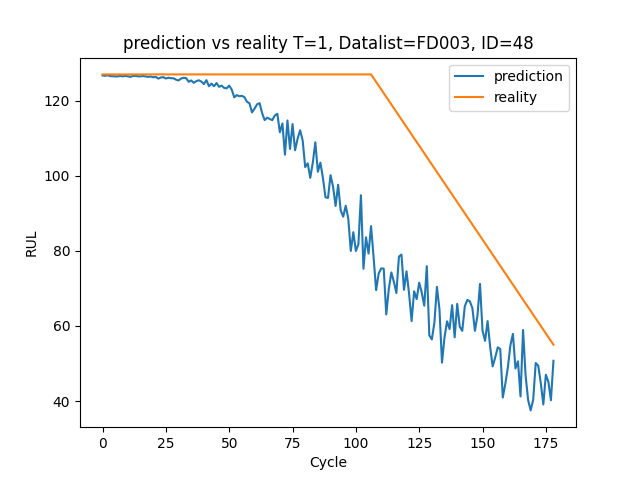 prediction vs reality T=1, Datalist=FD003, ID=48
prediction
reality
RUL
120
100
80
60
40
0 25 50 75 100 125 150 175
Cycle